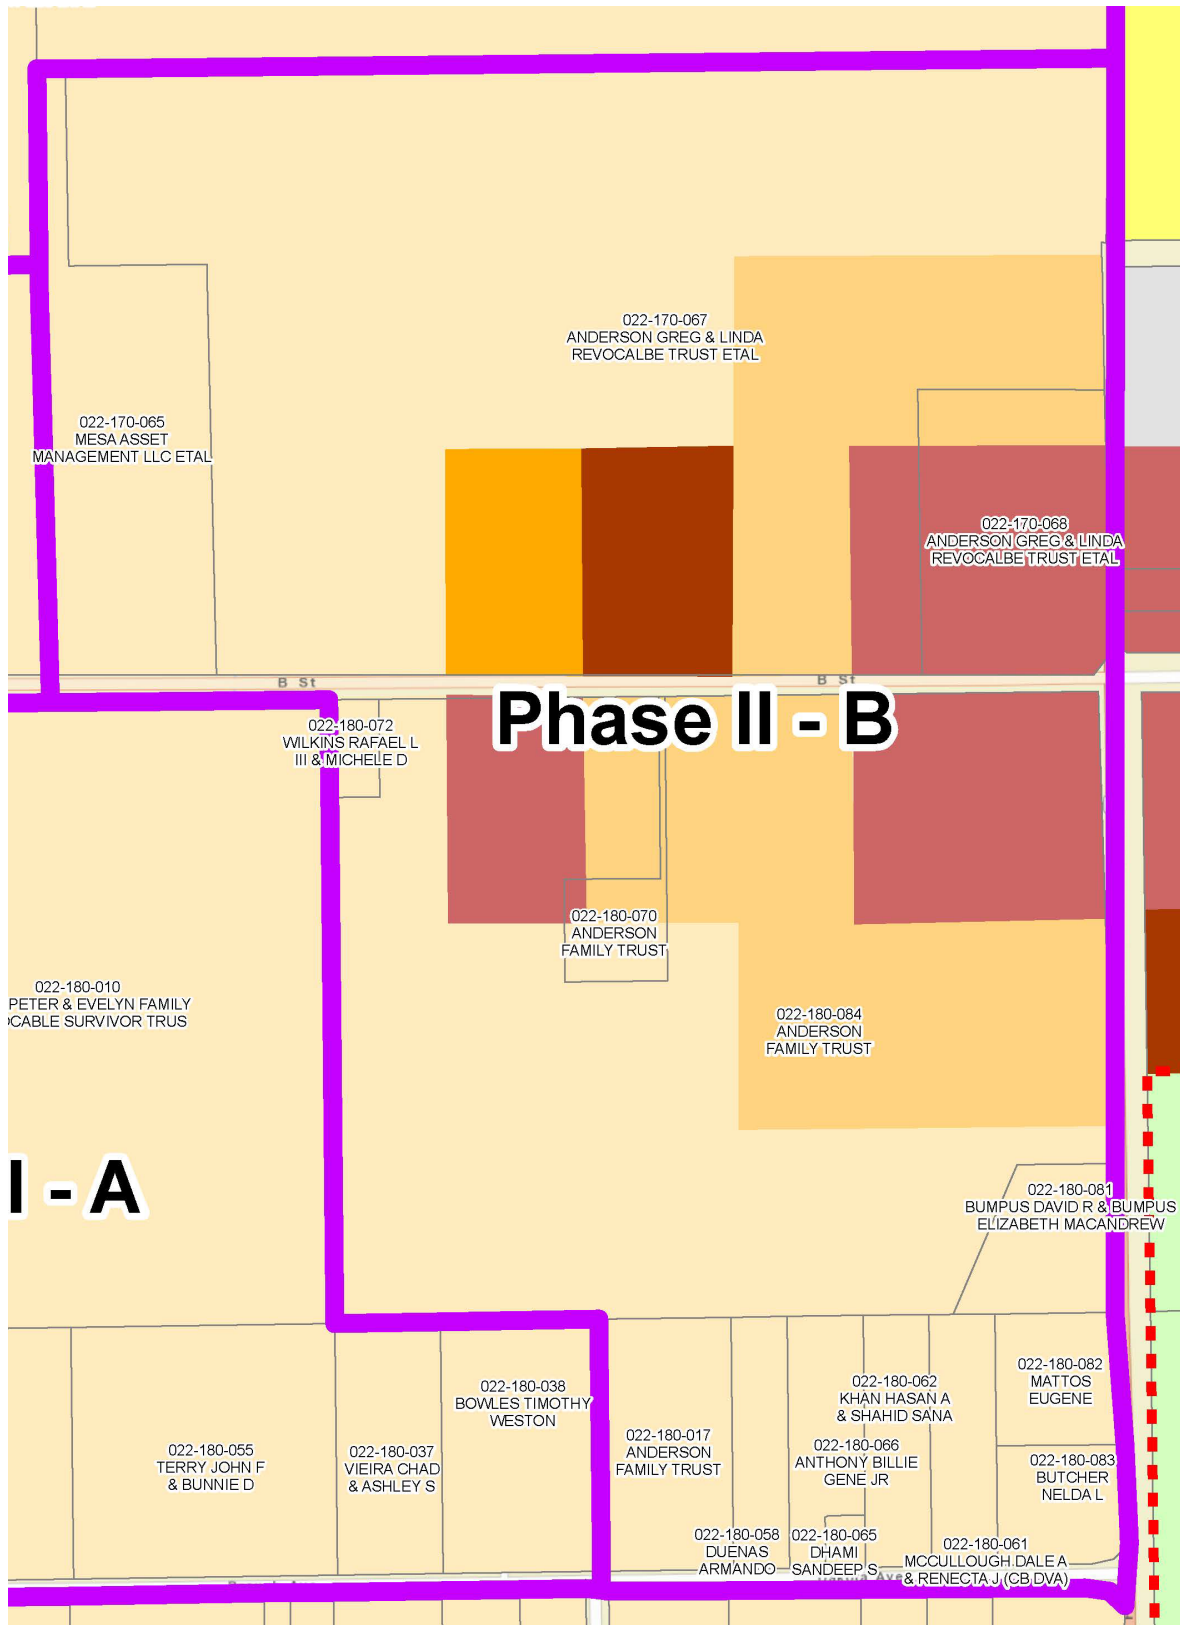 022-170-067
ANDERSON GREG & LINDA
REVOCALBE TRUST ETAL
022-170-065
MESA ASSET
MANAGEMENT LLC ETAL
022-170-068
ANDERSON GREG & LINDA
REVOCALBE TRUST ETAL
B St
B St
Phase II - B
022-180-072
WILKINS RAFAEL L
III & MICHELE D
022-180-070
ANDERSON
FAMILY TRUST
022-180-010
PETER & EVELYN FAMILY
OCABLE SURVIVOR TRUS
022-180-084
ANDERSON
FAMILY TRUST
I - A
022-180-081
BUMPUS DAVID R & BUMPUS
ELIZABETH MACANDREW
022-180-082
MATTOS
EUGENE
022-180-038
BOWLES TIMOTHY
WESTON
022-180-062
KHAN HASAN A
& SHAHID SANA
022-180-017
ANDERSON
FAMILY TRUST
022-180-066
ANTHONY BILLIE
GENE JR
022-180-055
TERRY JOHN F
& BUNNIE D
022-180-037
VIEIRA CHAD
& ASHLEY S
022-180-083
BUTCHER
NELDA L
022-180-058
DUENAS
ARMANDO
022-180-065
DHAMI
SANDEEP S
022-180-061
MCCULLOUGH DALE A
& RENECTA J (CB DVA)
Ave